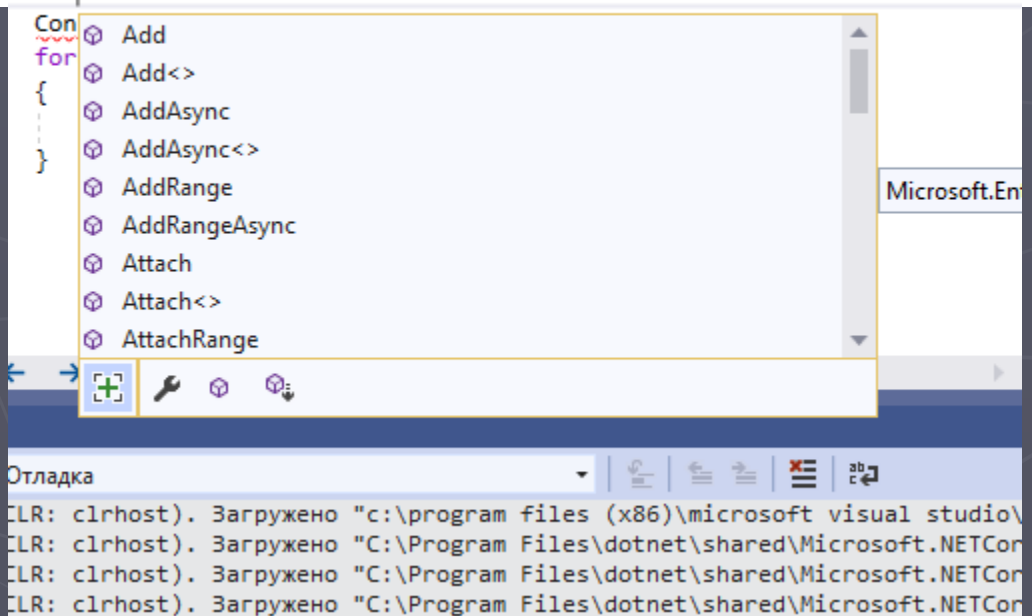 Con
for
{
}
Add
Add<>
AddAsync
AddAsync<>
AddRange
AddRangeAsync
Attach
Attach<>
AttachRange
Microsoft.En
Отладка
CLR: clrhost). Загружено "c:\program files (x86)\microsoft visual studio\
CLR: clrhost). Загружено "C:\Program Files\dotnet\shared\Microsoft.NETCor
CLR: clrhost). Загружено "C:\Program Files\dotnet\shared\Microsoft.NETCor
CLR: clrhost). Загружено "C:\Program Files\dotnet\shared\Microsoft.NETCor